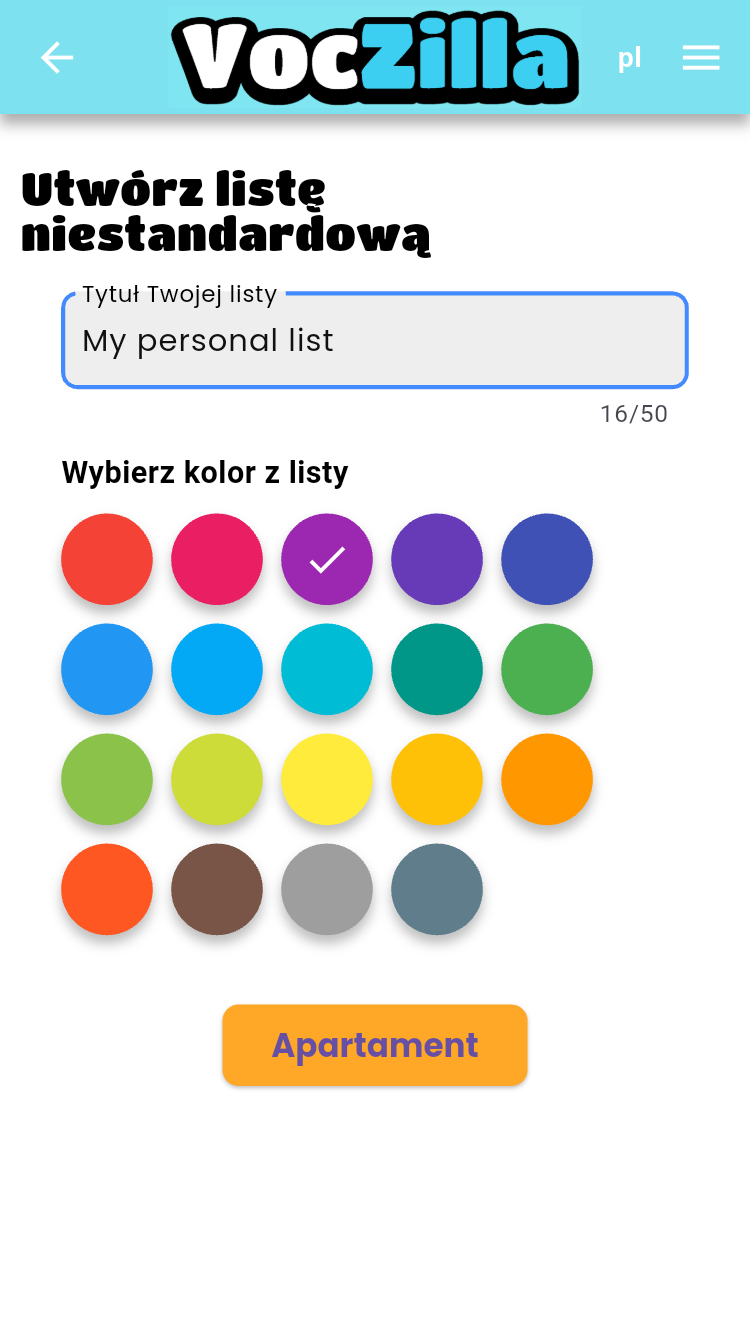 VocZilla
pl
Utwórz listę
niestandardową
Tytuł Twojej listy
My personal list
16/50
Wybierz kolor z listy
Apartament